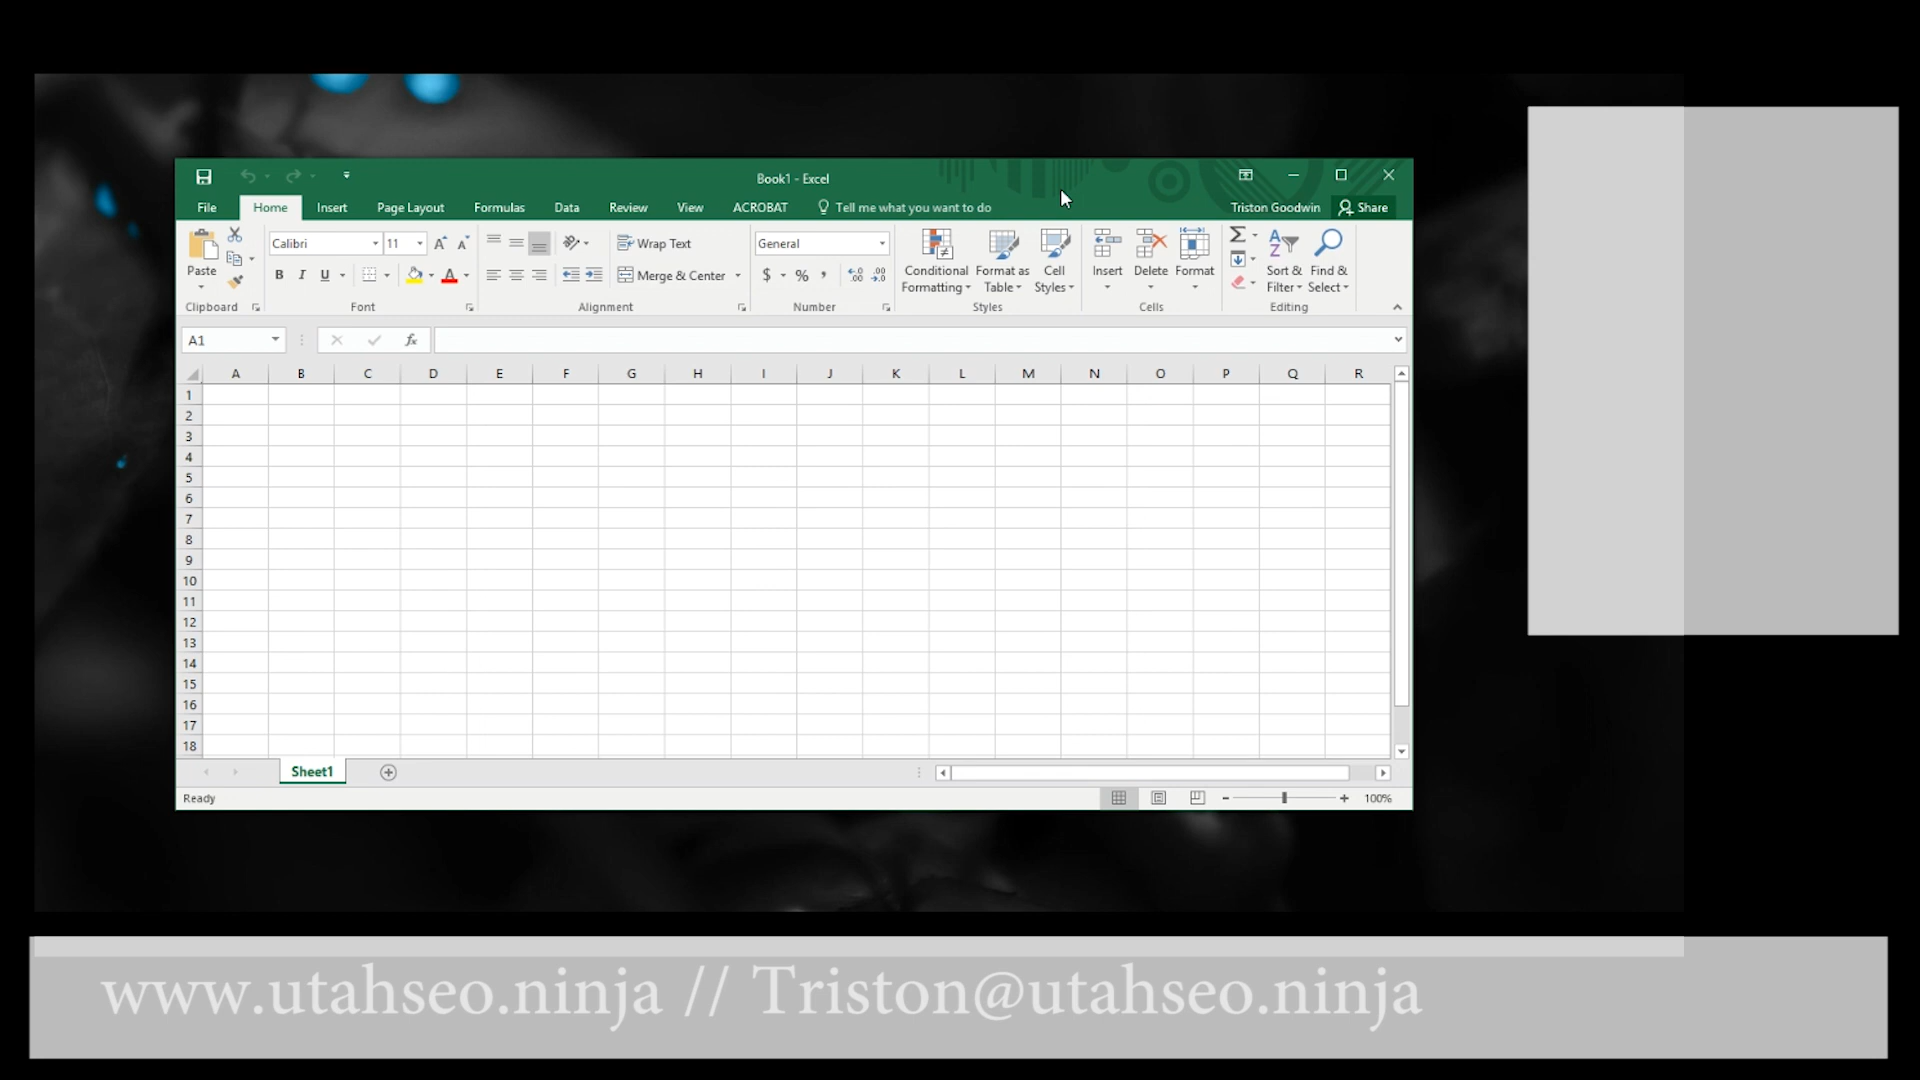 Book1 - Excel
File Home Insert Page Layout Formulas Data Review View ACROBAT Tell me what you want to do Triston Goodwin Share
Paste
Clipboard
Calibri 11
B I U
Font
Wrap Text
Merge & Center
Alignment
General
$ % ,
Number
Conditional Formatting
Format as Table
Cell Styles
Styles
Insert Delete Format
Cells
Sort & Filter
Find & Select
Editing
A1 fx
A B C D E F G H I J K L M N O P Q R
1
2
3
4
5
6
7
8
9
10
11
12
13
14
15
16
17
18
Sheet1
Ready 100%
www.utahseo.ninja // Triston@utahseo.ninja